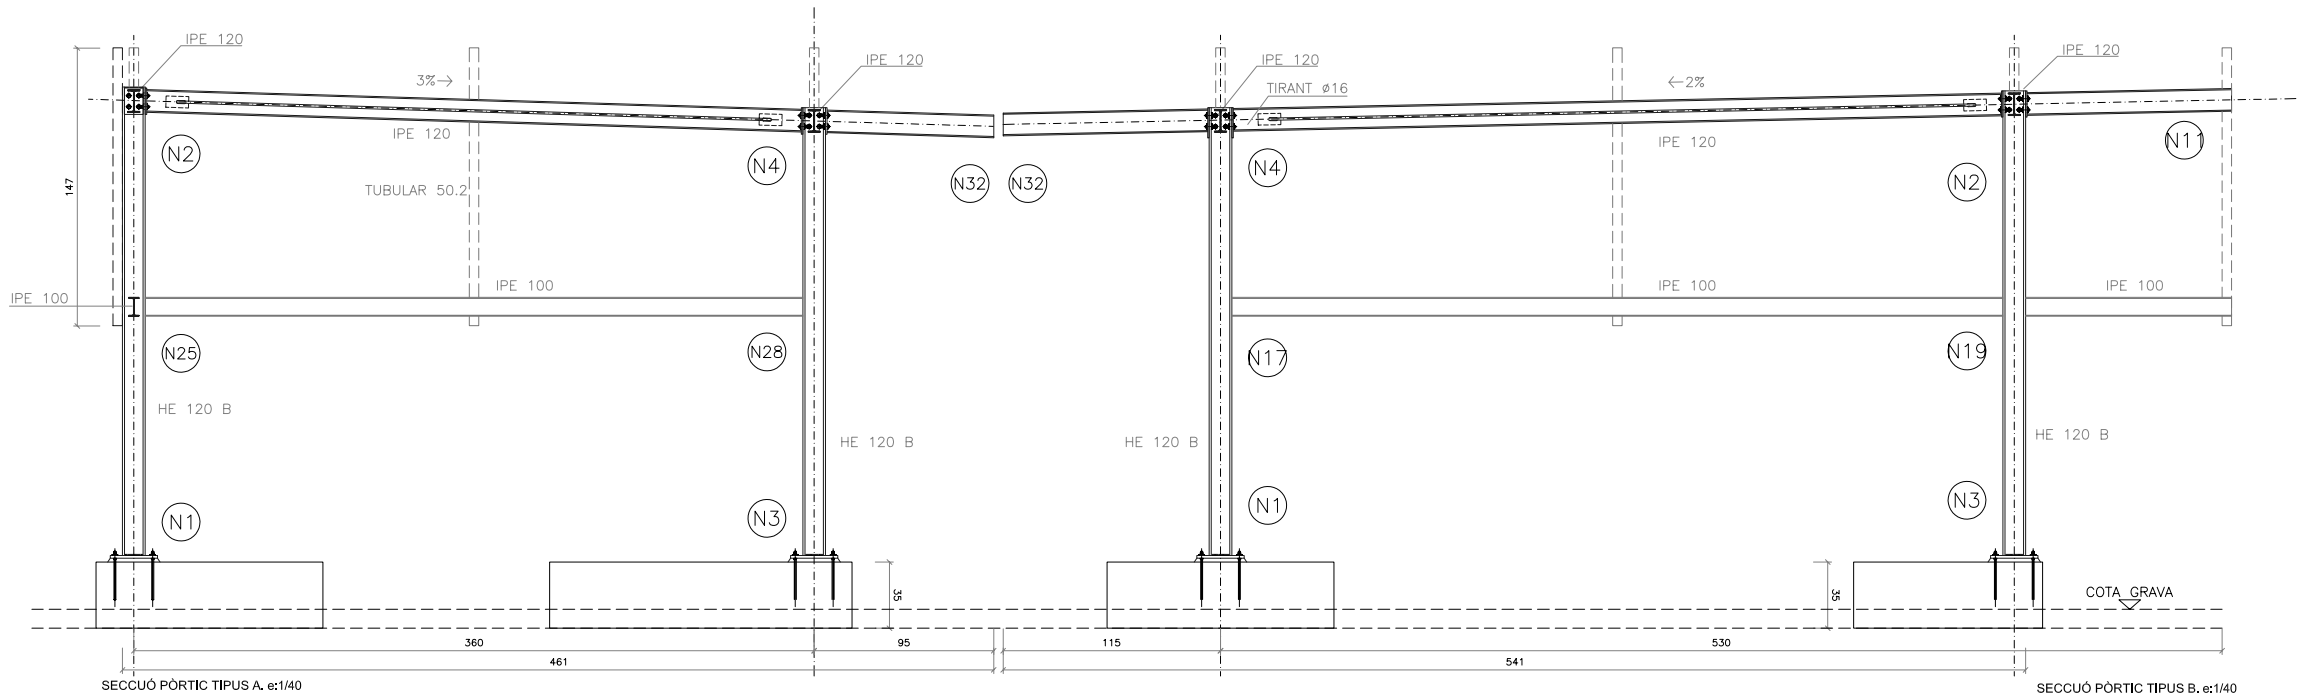 IPE 120
IPE 120
IPE 120
IPE 120
3%
2%
TIRANT Ø16
IPE 120
IPE 120
N2
N4
N32
N32
N4
N2
N11
147
TUBULAR 50.2
IPE 100
IPE 100
IPE 100
IPE 100
N25
N28
N17
N19
HE 120 B
HE 120 B
HE 120 B
HE 120 B
N1
N3
N1
N3
35
35
COTA GRAVA
360
95
115
530
461
541
SECCUÓ PÒRTIC TIPUS A. e:1/40
SECCUÓ PÒRTIC TIPUS B. e:1/40